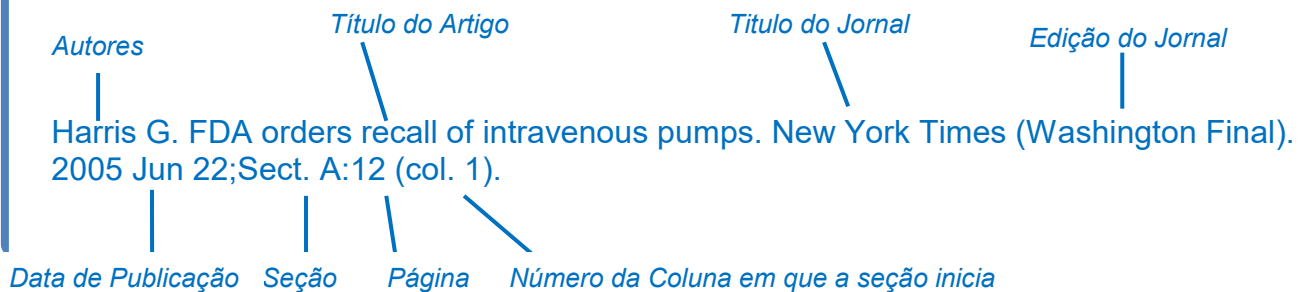 Autores
Título do Artigo
Titulo do Jornal
Edição do Jornal
Harris G. FDA orders recall of intravenous pumps. New York Times (Washington Final).
2005 Jun 22;Sect. A:12 (col. 1).
Data de Publicação Seção Página Número da Coluna em que a seção inicia